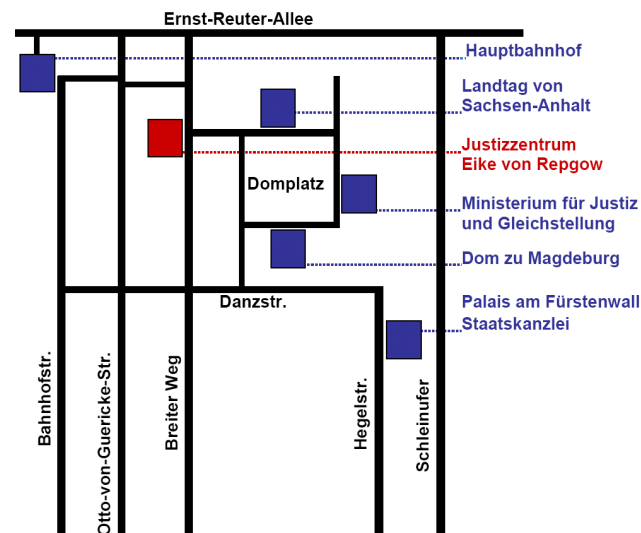 Ernst-Reuter-Allee
Hauptbahnhof
Landtag von
Sachsen-Anhalt
Justizzentrum
Eike von Repgow
Domplatz
Ministerium für Justiz
und Gleichstellung
Dom zu Magdeburg
Danzstr.
Palais am Fürstenwall
Staatskanzlei
Bahnhofstr.
Otto-von-Guericke-Str.
Breiter Weg
Hegelstr.
Schleinufer